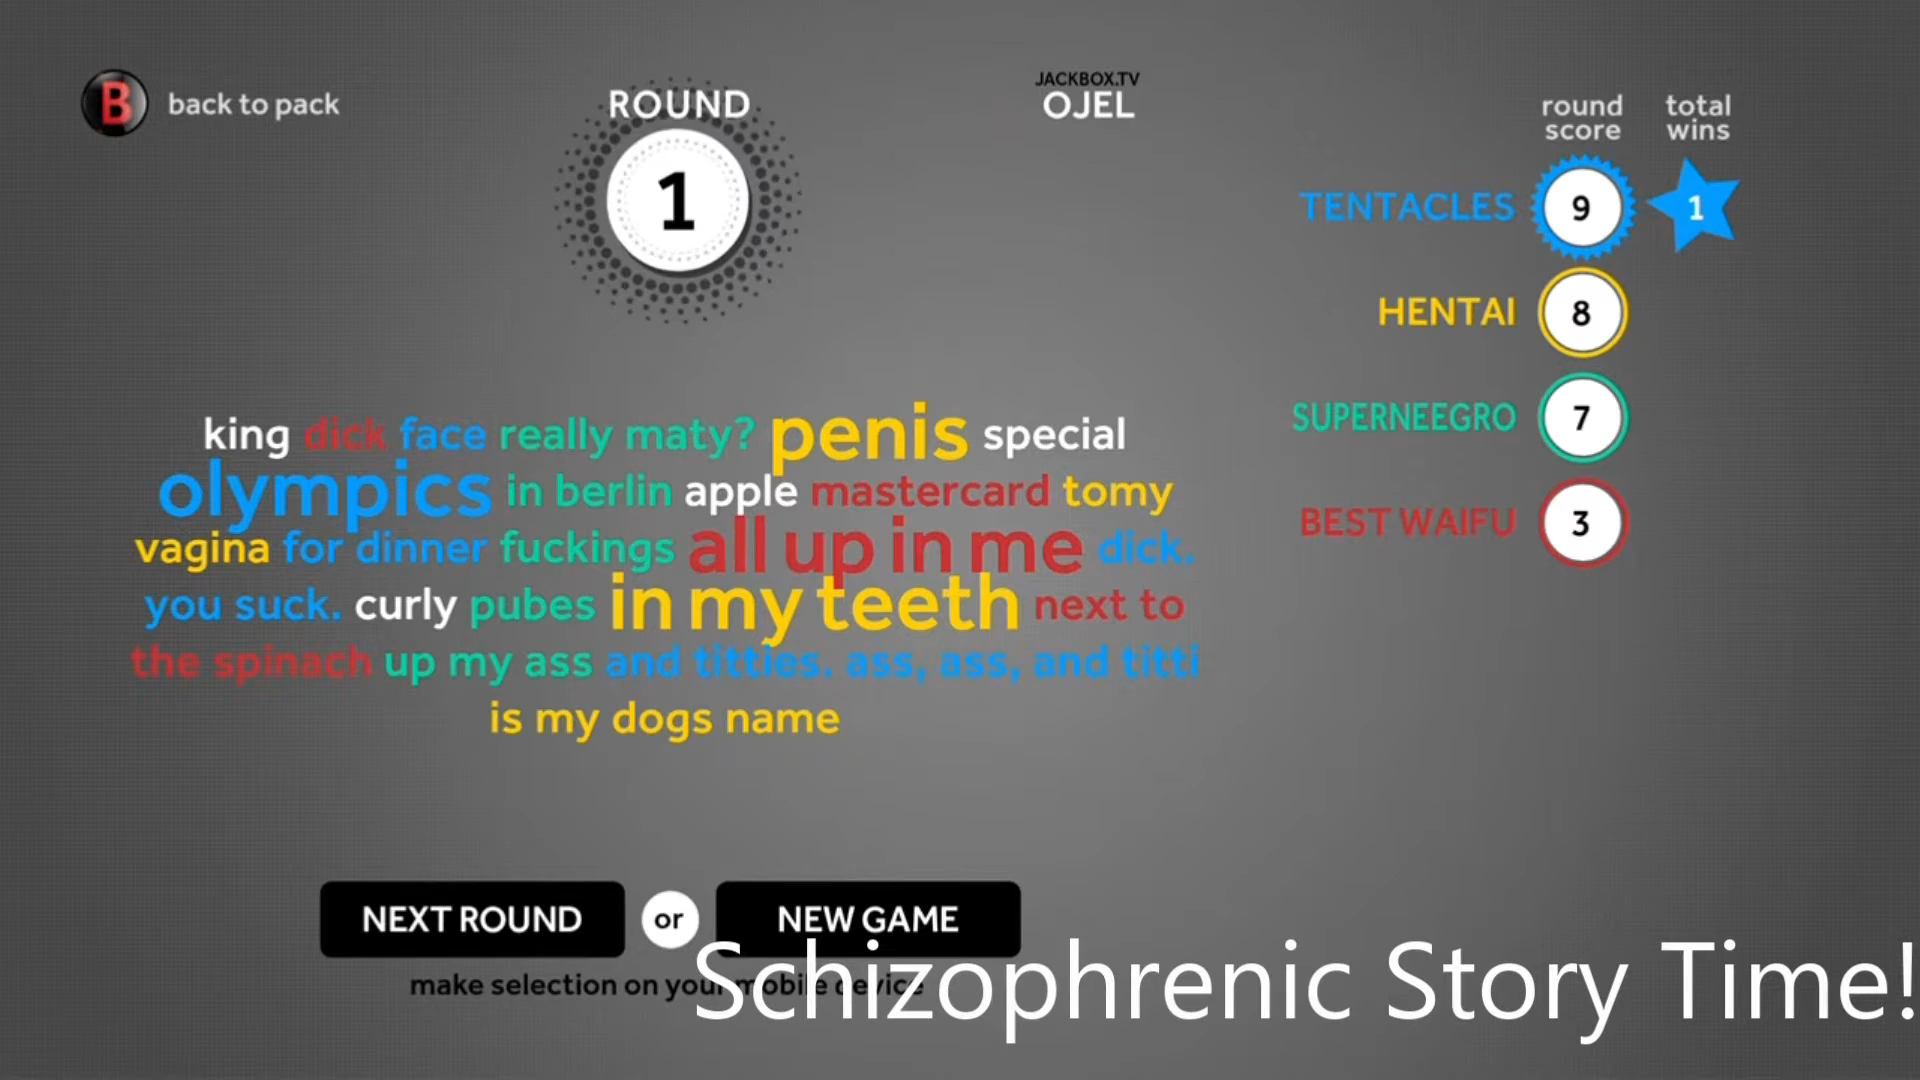 B back to pack
ROUND
1
JACKBOX.TV
OJEL
round score
total wins
TENTACLES 9 1
HENTAI 8
SUPERNEEGRO 7
BEST WAIFU 3
king dick face really maty? penis special
olympics in berlin apple mastercard tomy
vagina for dinner fuckings all up in me dick.
you suck. curly pubes in my teeth next to
the spinach up my ass and titties. ass, ass, and titti
is my dogs name
NEXT ROUND or NEW GAME
make selection on your mobile device
Schizophrenic Story Time!